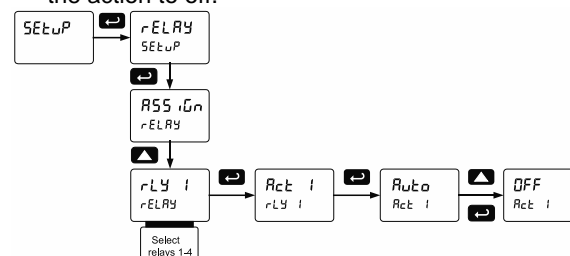 the action to off.
SEtuP
rELAY
SEtuP
ASSiGn
rELAY
rLY 1
rELAY
Act 1
rLY 1
Auto
Act 1
OFF
Act 1
Select
relays 1-4